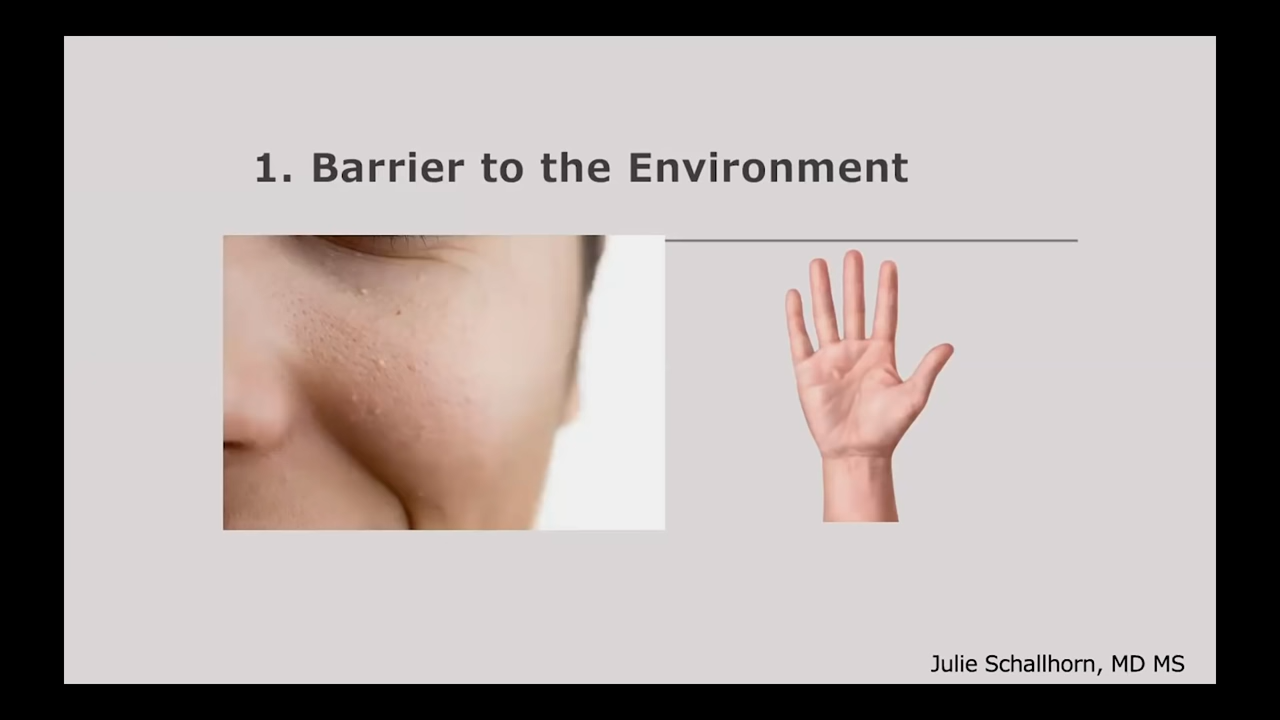 1. Barrier to the Environment
Julie Schallhorn, MD MS